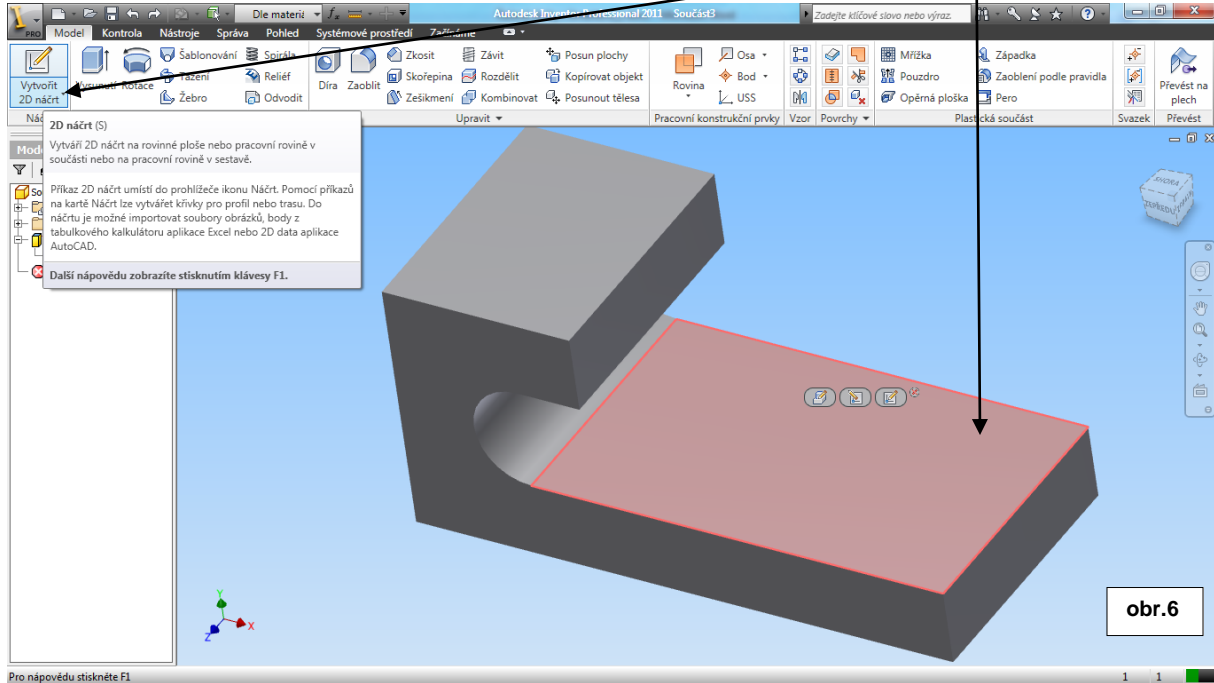 Dle materiá
Autodesk Inventor Professional 2011 Součást3
Zadejte klíčové slovo nebo výraz.
PRO Model Kontrola Nástroje Správa Pohled Systémové prostředí Začínáme
Vytvořit
2D náčrt
Vysunutí Rotace
Šablonování Spirála
Tažení Reliéf
Žebro Odvodit
Díra Zaoblit
Zkosit Závit Posun plochy
Skořepina Rozdělit Kopírovat objekt
Zešikmení Kombinovat Posunout tělesa
Rovina
Osa
Bod
USS
Mřížka Západka
Pouzdro Zaoblení podle pravidla
Opěrná ploška Pero
Převést na
plech
Upravit Pracovní konstrukční prvky Vzor Povrchy Plastická součást Svazek Převést
2D náčrt (S)
Vytváří 2D náčrt na rovinné ploše nebo pracovní rovině v
součásti nebo na pracovní rovině v sestavě.
Příkaz 2D náčrt umístí do prohlížeče ikonu Náčrt. Pomocí příkazů
na kartě Náčrt lze vytvářet křivky pro profil nebo trasu. Do
náčrtu je možné importovat soubory obrázků, body z
tabulkového kalkulátoru aplikace Excel nebo 2D data aplikace
AutoCAD.
Další nápovědu zobrazíte stisknutím klávesy F1.
Y
X
Z
obr.6
Pro nápovědu stiskněte F1
1 1